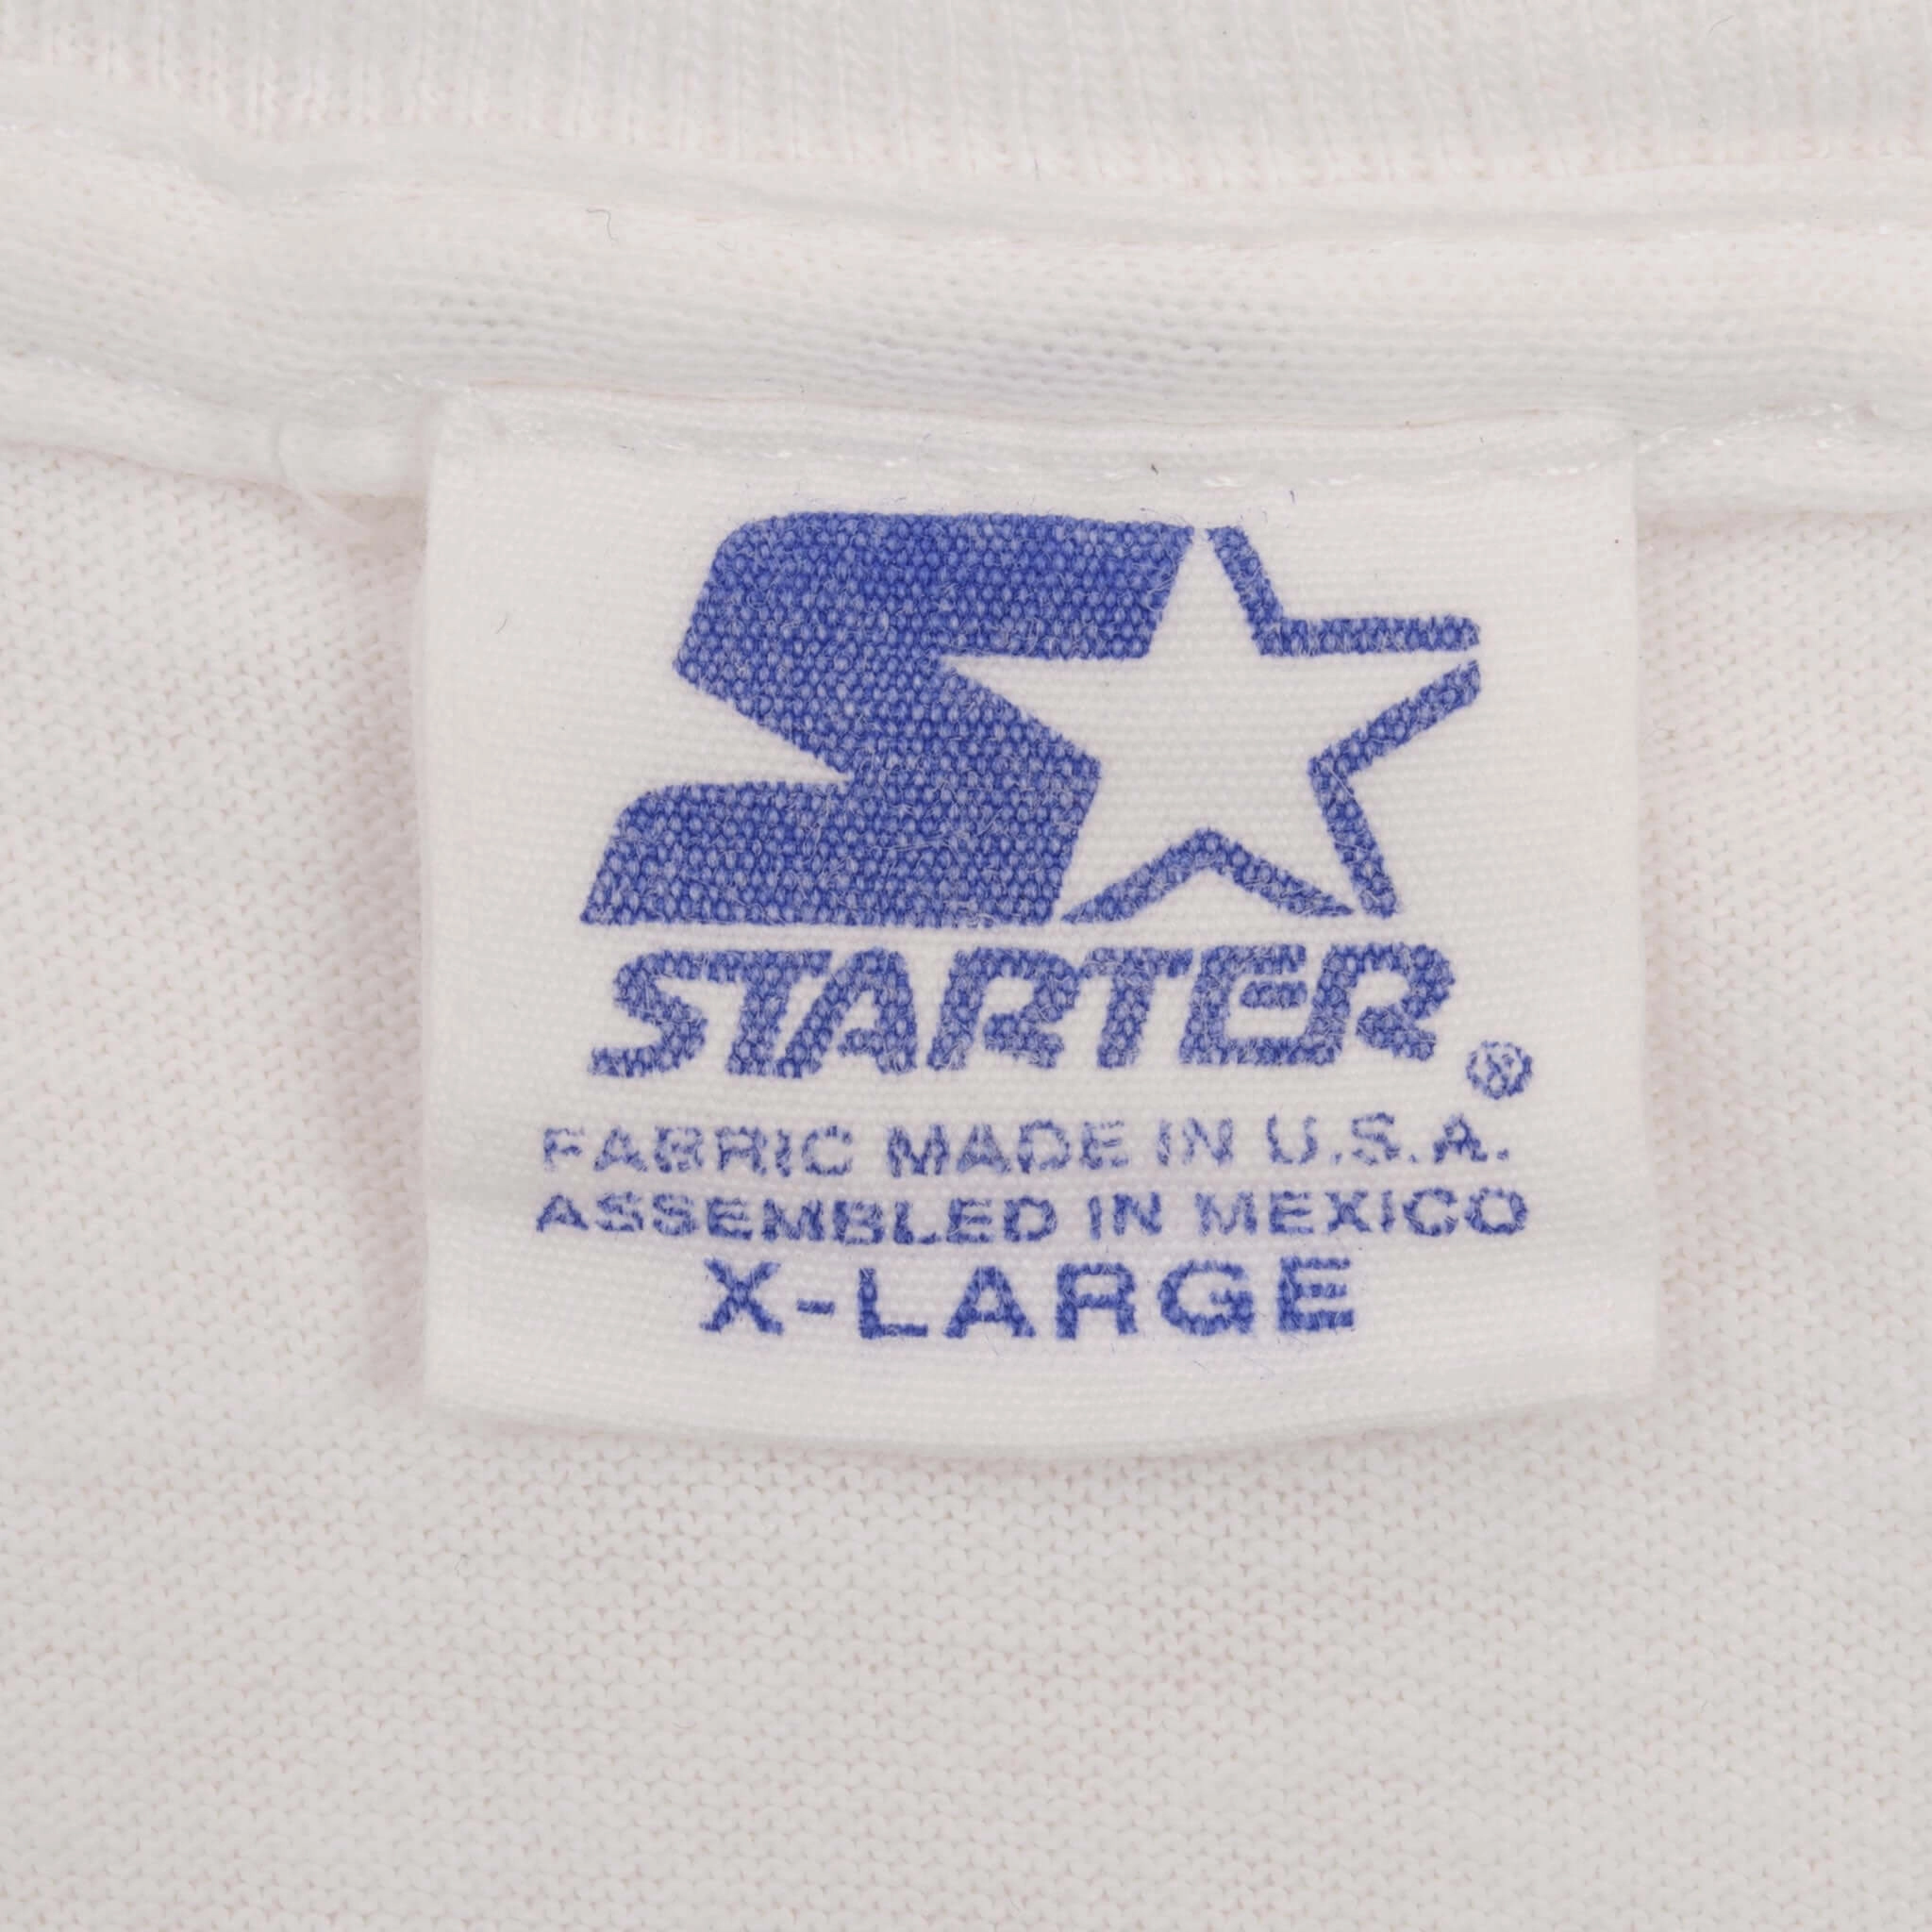 STARTER®
FABRIC MADE IN U.S.A.
ASSEMBLED IN MEXICO
X-LARGE